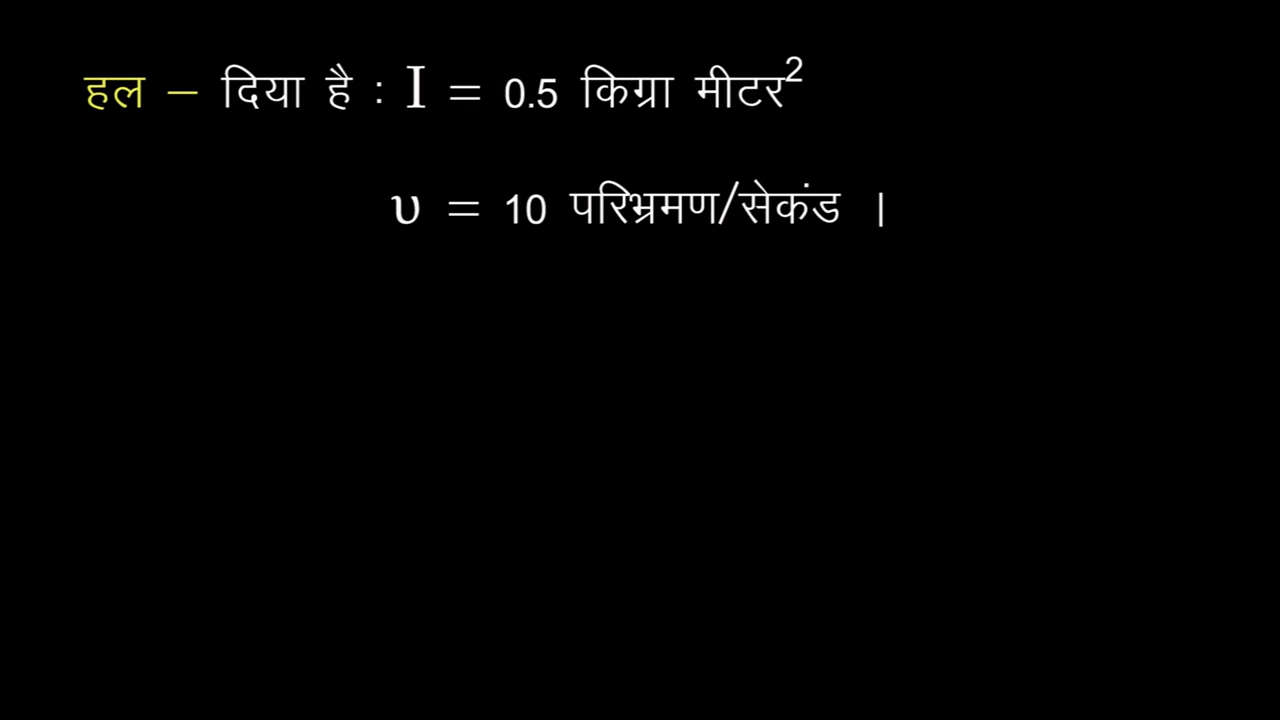 हल – दिया है : I = 0.5 किग्रा मीटर²
υ = 10 परिभ्रमण/सेकंड ।